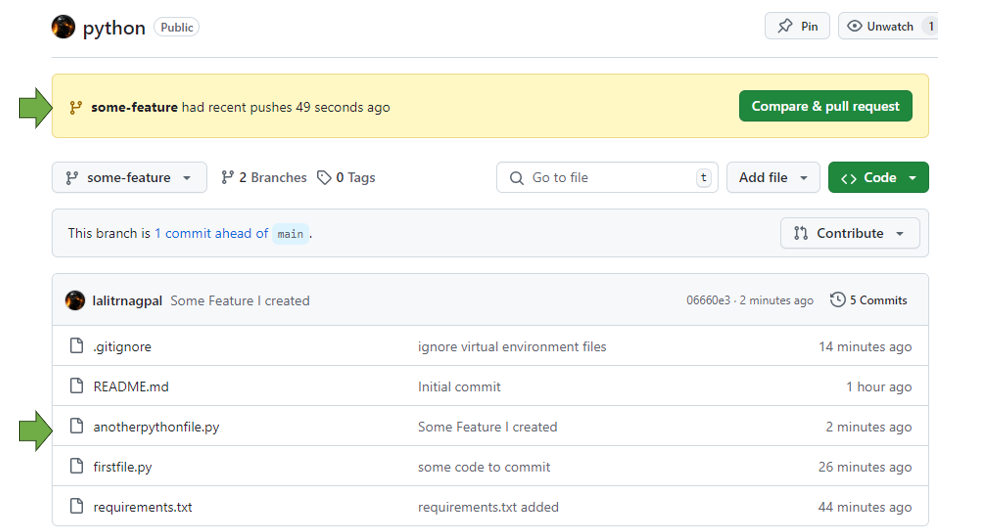 python Public Pin Unwatch 1
some-feature had recent pushes 49 seconds ago Compare & pull request
some-feature 2 Branches 0 Tags Go to file t Add file <> Code
This branch is 1 commit ahead of main . Contribute
lalitrnagpal Some Feature I created 06660e3 · 2 minutes ago 5 Commits
.gitignore ignore virtual environment files 14 minutes ago
README.md Initial commit 1 hour ago
anotherpythonfile.py Some Feature I created 2 minutes ago
firstfile.py some code to commit 26 minutes ago
requirements.txt requirements.txt added 44 minutes ago